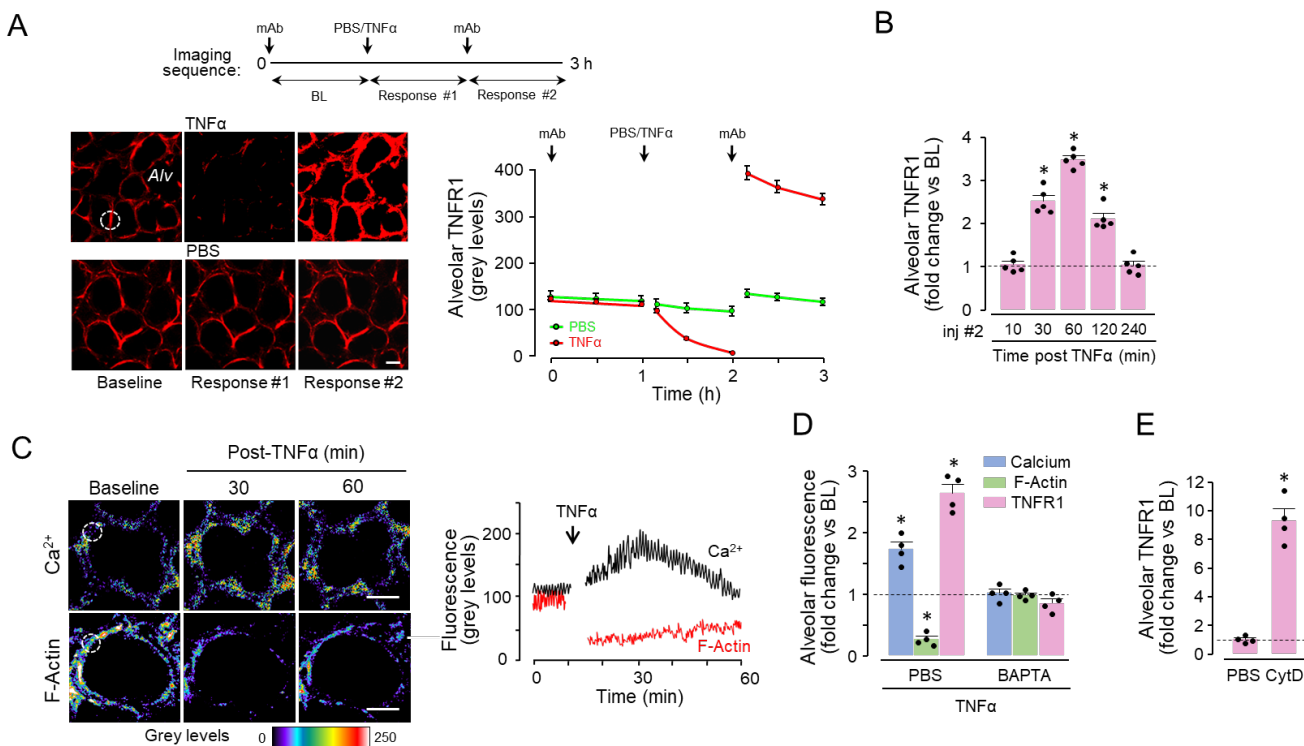 A
mAb
PBS/TNFα
mAb
Imaging
sequence:
0
3 h
BL
Response #1
Response #2
TNFα
Alv
PBS
Baseline
Response #1
Response #2
mAb
PBS/TNFα
mAb
Alveolar TNFR1
(grey levels)
400
300
200
100
0
PBS
TNFα
0
1
2
3
Time (h)
B
Alveolar TNFR1
(fold change vs BL)
4
3
2
1
0
*
*
*
inj #2
10
30
60
120
240
Time post TNFα (min)
C
Post-TNFα (min)
Baseline
30
60
Ca2+
F-Actin
Grey levels
0
250
Fluorescence
(grey levels)
200
100
0
TNFα
Ca2+
F-Actin
0
20
40
60
Time (min)
D
Alveolar fluorescence
(fold change vs BL)
3
2
1
0
Calcium
F-Actin
TNFR1
*
*
*
PBS
BAPTA
TNFα
E
Alveolar TNFR1
(fold change vs BL)
12
10
8
6
4
2
0
*
PBS
CytD